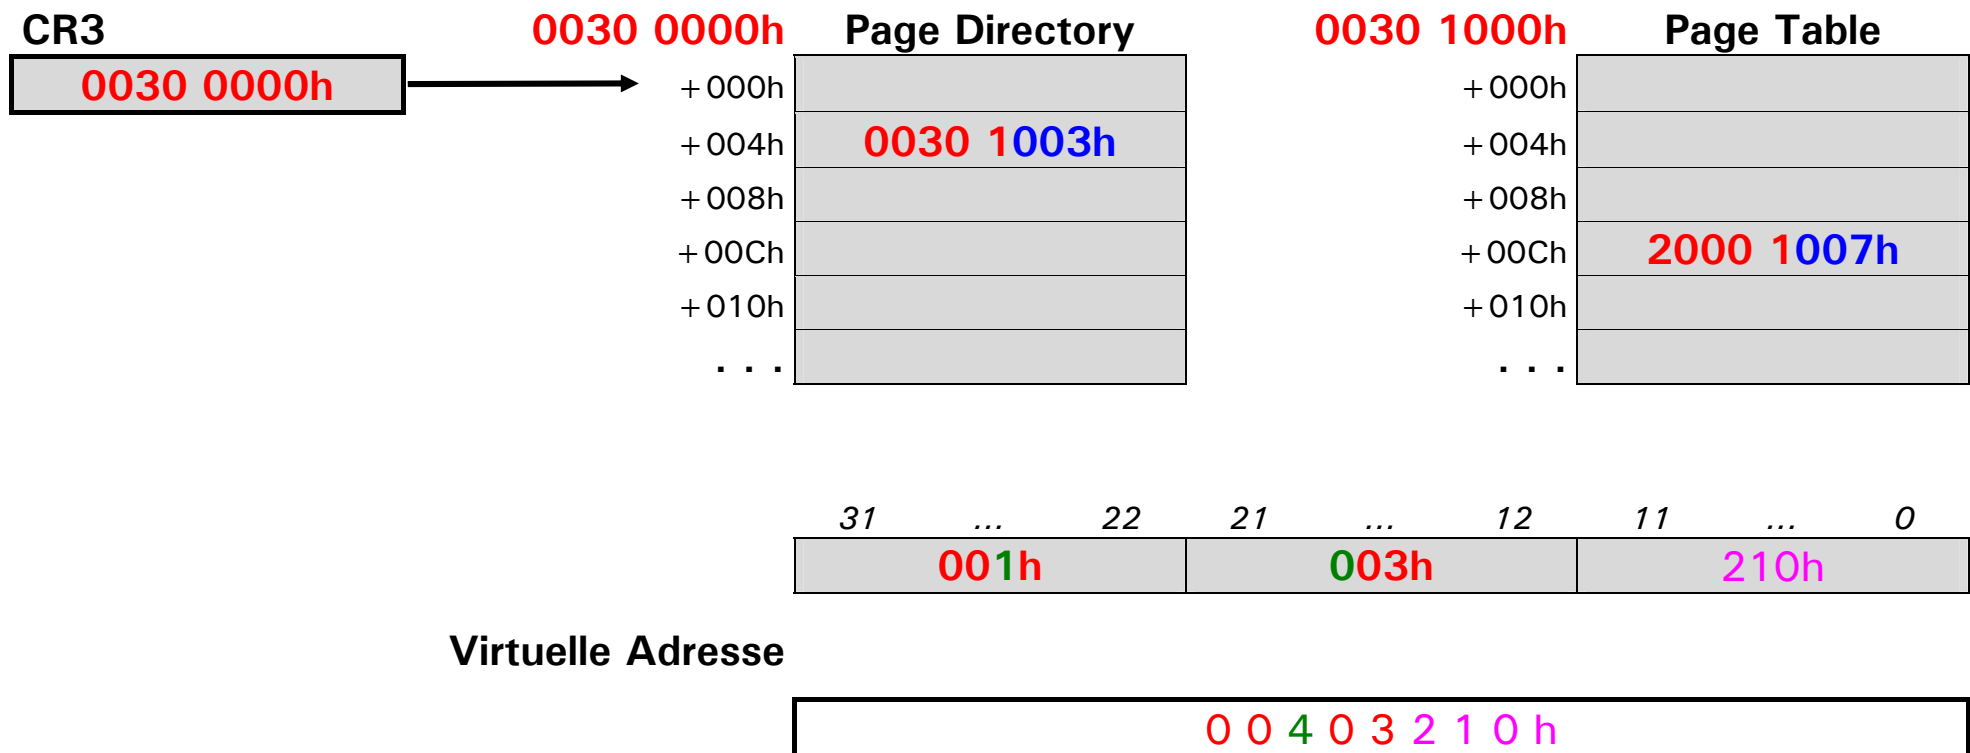 CR3 0030 0000h Page Directory 0030 1000h Page Table
0030 0000h +000h +000h
+004h 0030 1003h +004h
+008h +008h
+00Ch +00Ch 2000 1007h
+010h +010h
. . . . . .
31 ... 22 21 ... 12 11 ... 0
001h 003h 210h
Virtuelle Adresse
0 0 4 0 3 2 1 0 h